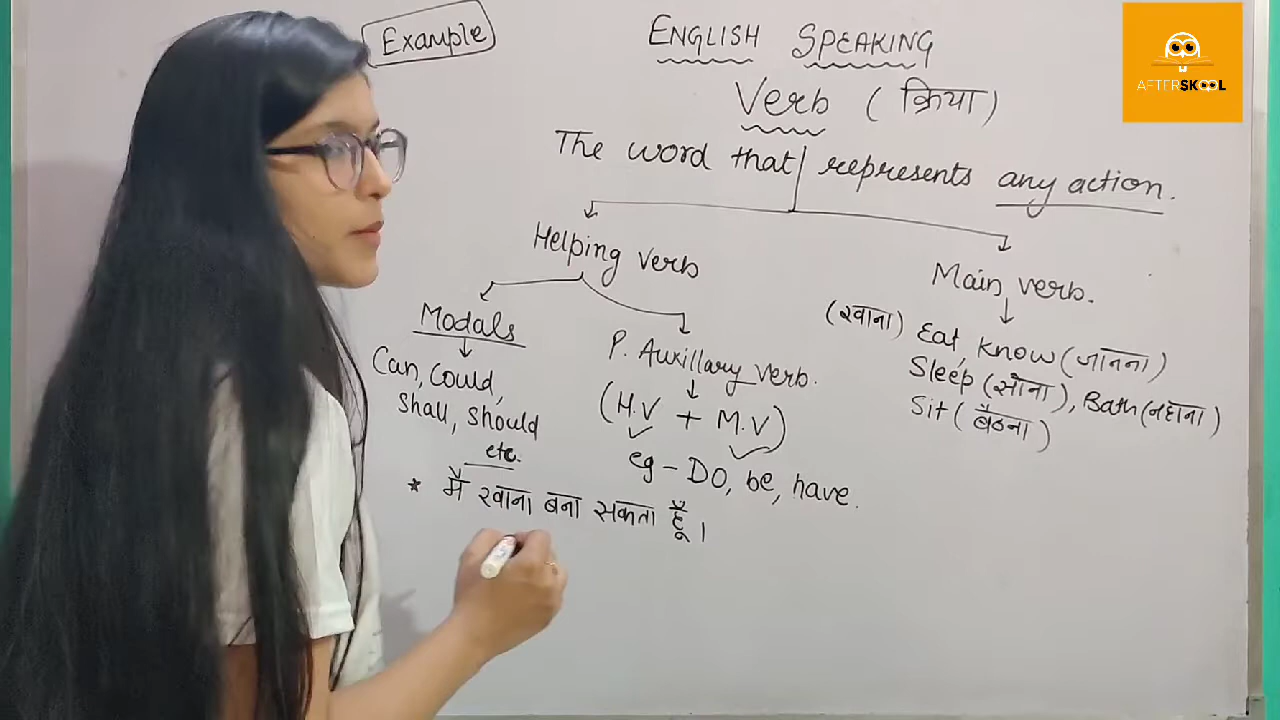 Example
ENGLISH SPEAKING
AFTERSKOOL
Verb (क्रिया)
The word that represents any action.
Helping verb
Main verb.
Modals
Can, Could,
Shall, Should
etc.
P. Auxillary verb.
(H.V + M.V)
eg - DO, be, have.
(खाना) Eat, Know (जानना)
Sleep (सोना), Bath (नहाना)
Sit (बैठना)
* मैं खाना बना सकता हूँ।